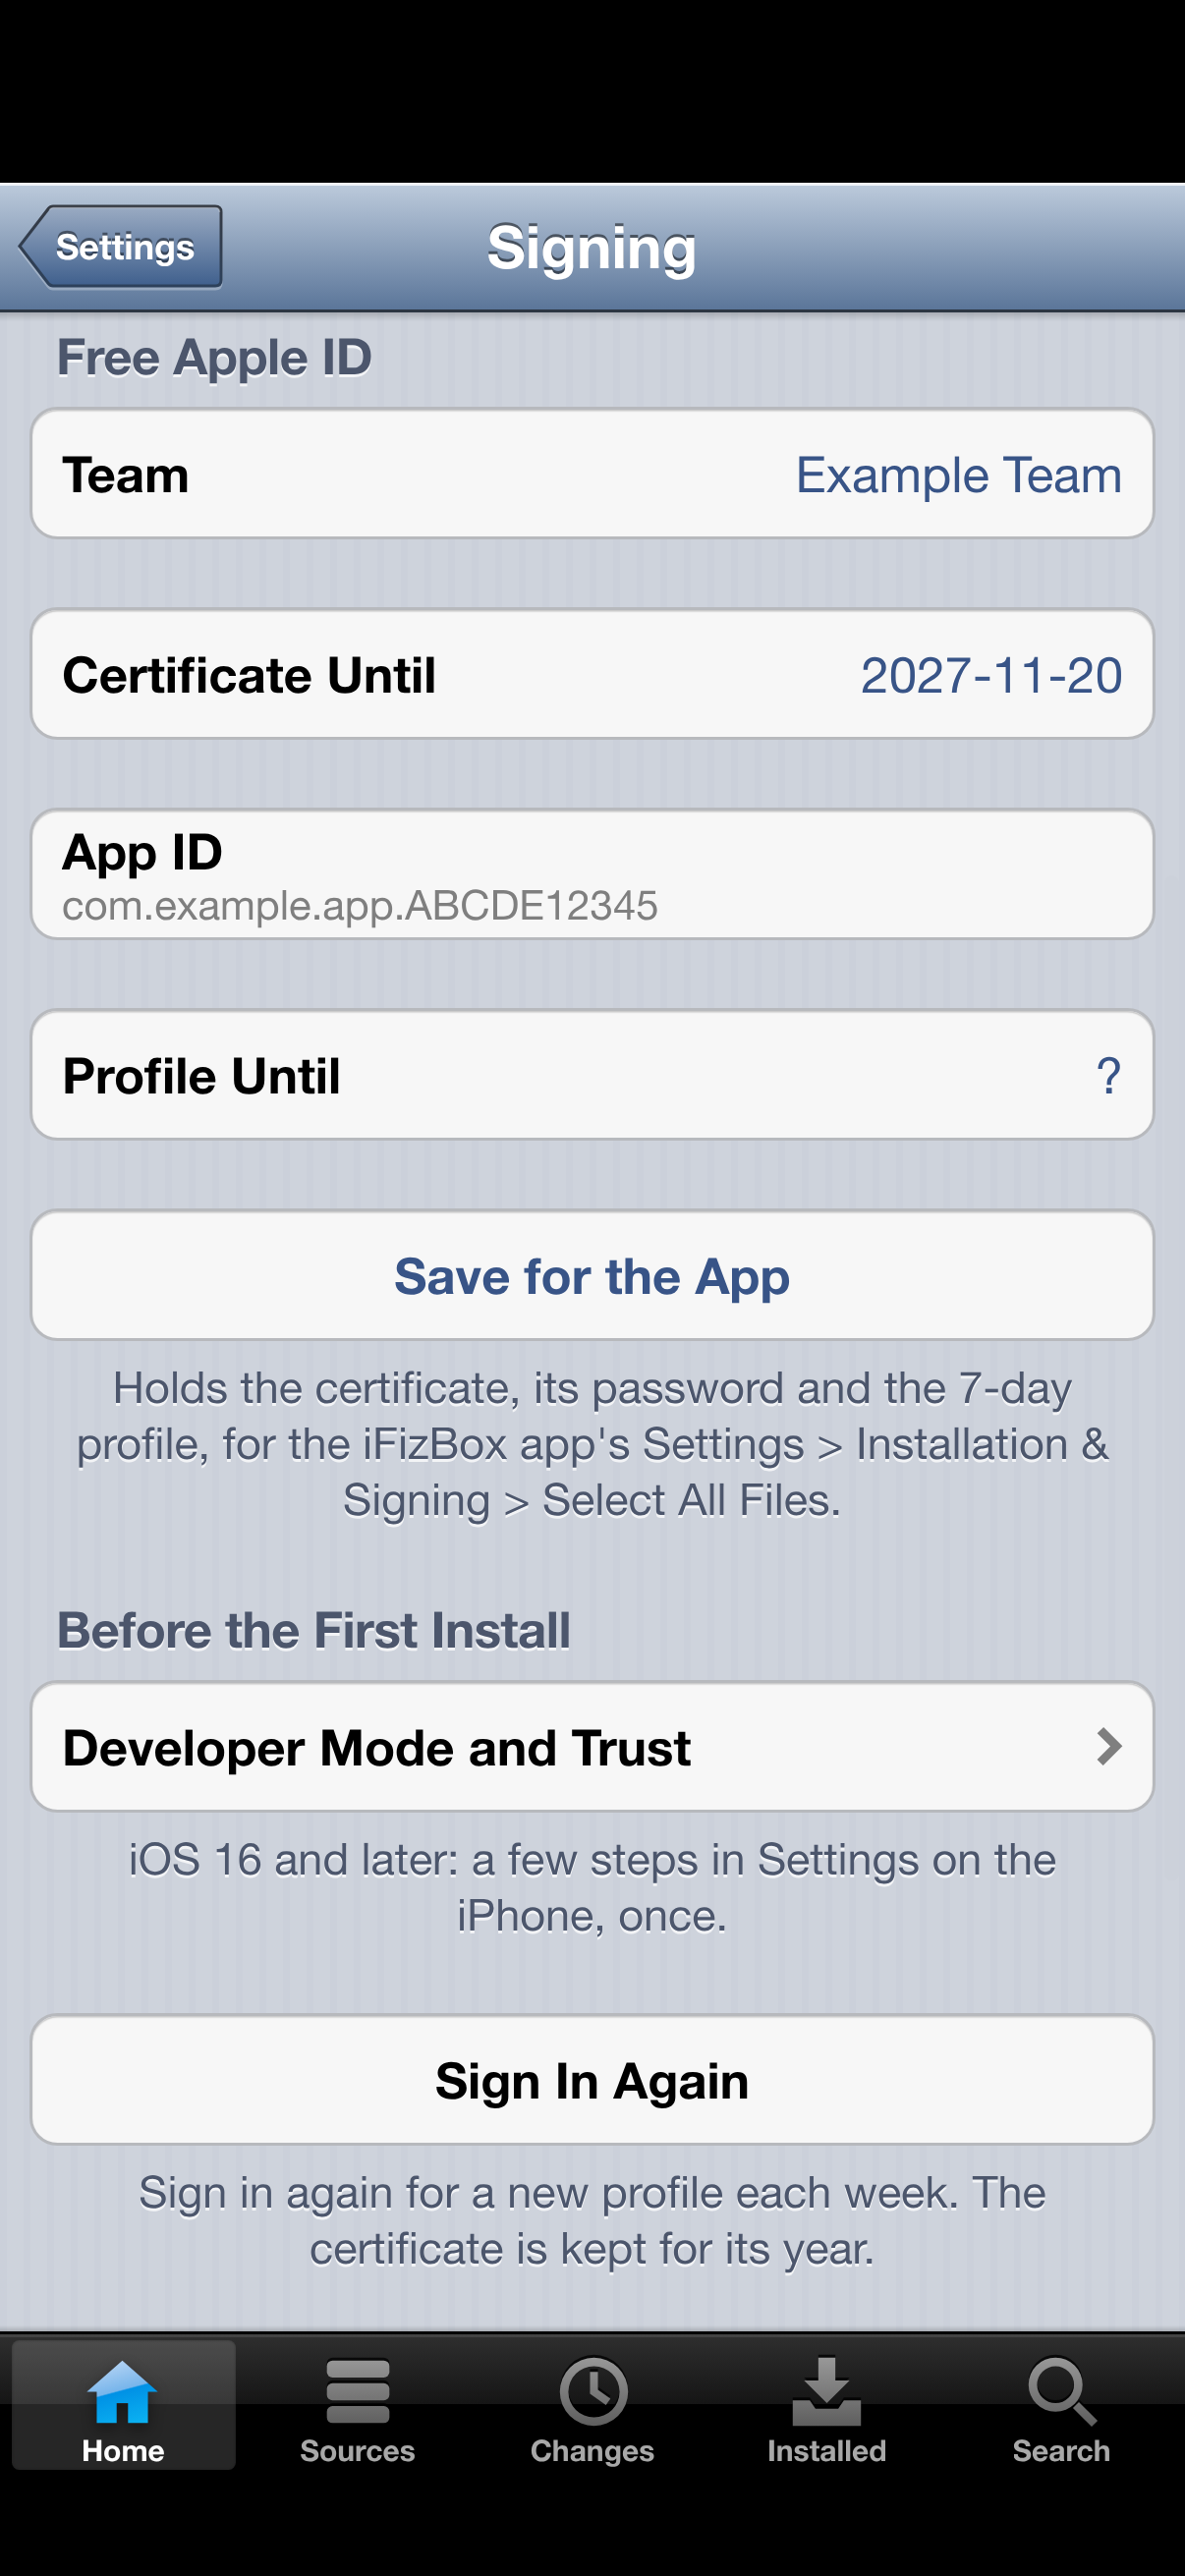 Settings
Signing
Free Apple ID
Team
Example Team
Certificate Until
2027-11-20
App ID
com.example.app.ABCDE12345
Profile Until
?
Save for the App
Holds the certificate, its password and the 7-day
profile, for the iFizBox app's Settings > Installation &
Signing > Select All Files.
Before the First Install
Developer Mode and Trust
iOS 16 and later: a few steps in Settings on the
iPhone, once.
Sign In Again
Sign in again for a new profile each week. The
certificate is kept for its year.
Home
Sources
Changes
Installed
Search